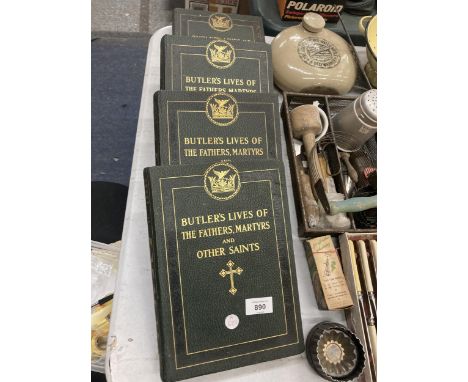 POLAROID
BUTLER'S LIVES OF
THE FATHERS, MARTYRS
BUTLER'S LIVES OF
THE FATHERS, MARTYRS
BUTLER'S LIVES OF
THE FATHERS, MARTYRS
AND
OTHER SAINTS
890